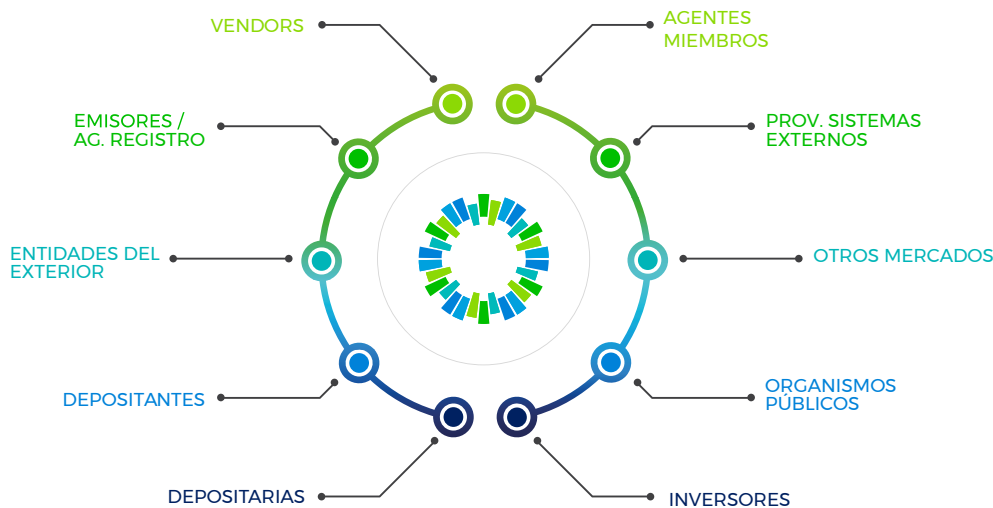 VENDORS
AGENTES
MIEMBROS
EMISORES /
AG. REGISTRO
PROV. SISTEMAS
EXTERNOS
ENTIDADES DEL
EXTERIOR
OTROS MERCADOS
DEPOSITANTES
ORGANISMOS
PÚBLICOS
DEPOSITARIAS
INVERSORES